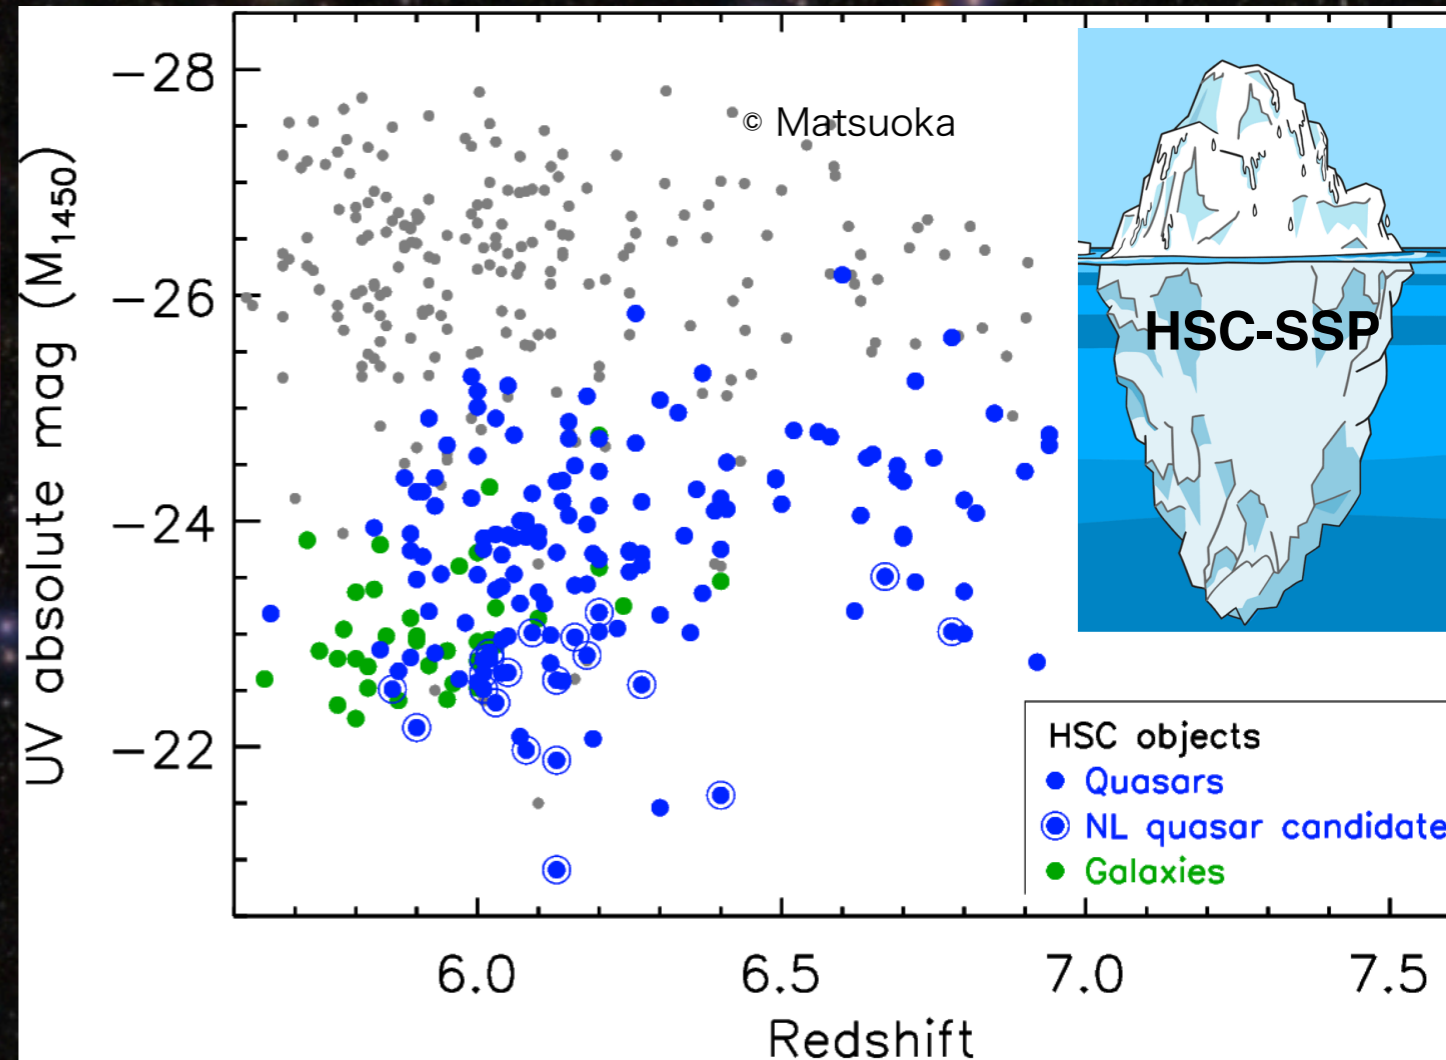 −28
© Matsuoka
−26
HSC-SSP
−24
−22
UV absolute mag (M1450)
HSC objects
Quasars
NL quasar candidate
Galaxies
6.0 6.5 7.0 7.5
Redshift